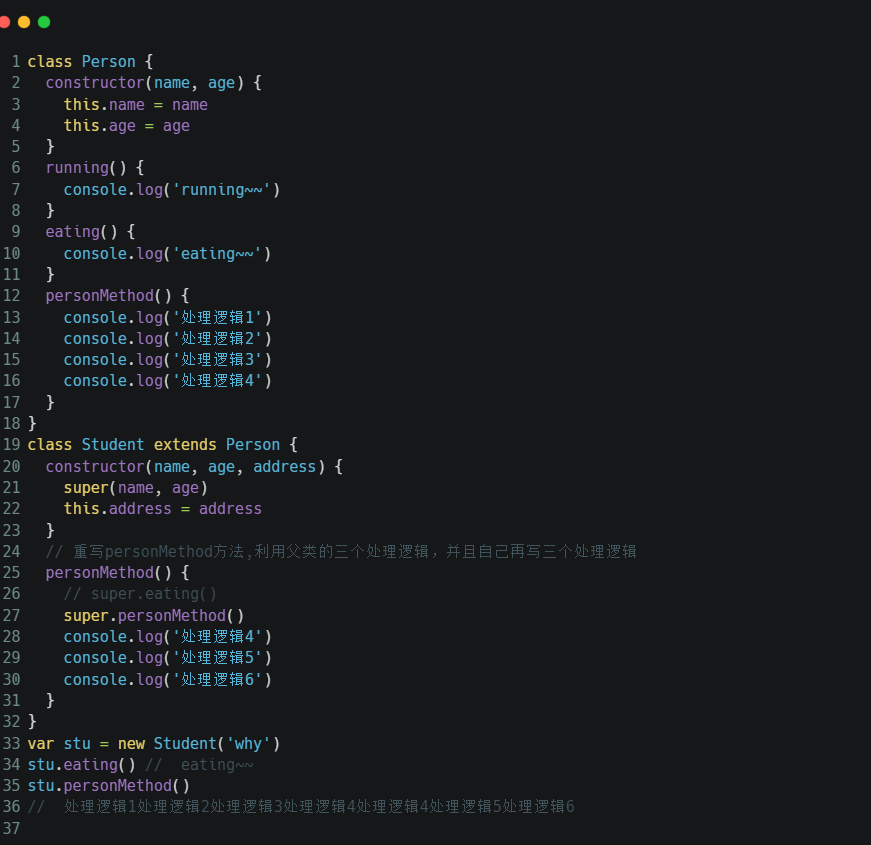 1 class Person {
2   constructor(name, age) {
3     this.name = name
4     this.age = age
5   }
6   running() {
7     console.log('running~~')
8   }
9   eating() {
10     console.log('eating~~')
11   }
12   personMethod() {
13     console.log('处理逻辑1')
14     console.log('处理逻辑2')
15     console.log('处理逻辑3')
16     console.log('处理逻辑4')
17   }
18 }
19 class Student extends Person {
20   constructor(name, age, address) {
21     super(name, age)
22     this.address = address
23   }
24   // 重写personMethod方法,利用父类的三个处理逻辑，并且自己再写三个处理逻辑
25   personMethod() {
26     // super.eating()
27     super.personMethod()
28     console.log('处理逻辑4')
29     console.log('处理逻辑5')
30     console.log('处理逻辑6')
31   }
32 }
33 var stu = new Student('why')
34 stu.eating() //  eating~~
35 stu.personMethod()
36 //  处理逻辑1处理逻辑2处理逻辑3处理逻辑4处理逻辑4处理逻辑5处理逻辑6
37